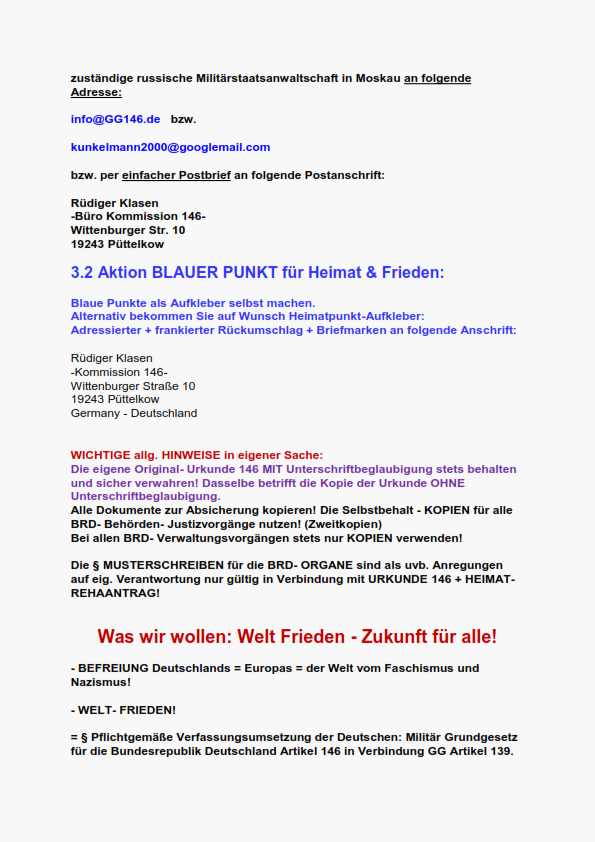 zuständige russische Militärstaatsanwaltschaft in Moskau an folgende
Adresse:
info@GG146.de bzw.
kunkelmann2000@googlemail.com
bzw. per einfacher Postbrief an folgende Postanschrift:
Rüdiger Klasen
-Büro Kommission 146-
Wittenburger Str. 10
19243 Püttelkow
3.2 Aktion BLAUER PUNKT für Heimat & Frieden:
Blaue Punkte als Aufkleber selbst machen.
Alternativ bekommen Sie auf Wunsch Heimatpunkt-Aufkleber:
Adressierter + frankierter Rückumschlag + Briefmarken an folgende Anschrift:
Rüdiger Klasen
-Kommission 146-
Wittenburger Straße 10
19243 Püttelkow
Germany - Deutschland
WICHTIGE allg. HINWEISE in eigener Sache:
Die eigene Original- Urkunde 146 MIT Unterschriftbeglaubigung stets behalten
und sicher verwahren! Dasselbe betrifft die Kopie der Urkunde OHNE
Unterschriftbeglaubigung.
Alle Dokumente zur Absicherung kopieren! Die Selbstbehalt - KOPIEN für alle
BRD- Behörden- Justizvorgänge nutzen! (Zweitkopien)
Bei allen BRD- Verwaltungsvorgängen stets nur KOPIEN verwenden!
Die § MUSTERSCHREIBEN für die BRD- ORGANE sind als uvb. Anregungen
auf eig. Verantwortung nur gültig in Verbindung mit URKUNDE 146 + HEIMAT-
REHAANTRAG!
Was wir wollen: Welt Frieden - Zukunft für alle!
- BEFREIUNG Deutschlands = Europas = der Welt vom Faschismus und
Nazismus!
- WELT- FRIEDEN!
= § Pflichtgemäße Verfassungsumsetzung der Deutschen: Militär Grundgesetz
für die Bundesrepublik Deutschland Artikel 146 in Verbindung GG Artikel 139.